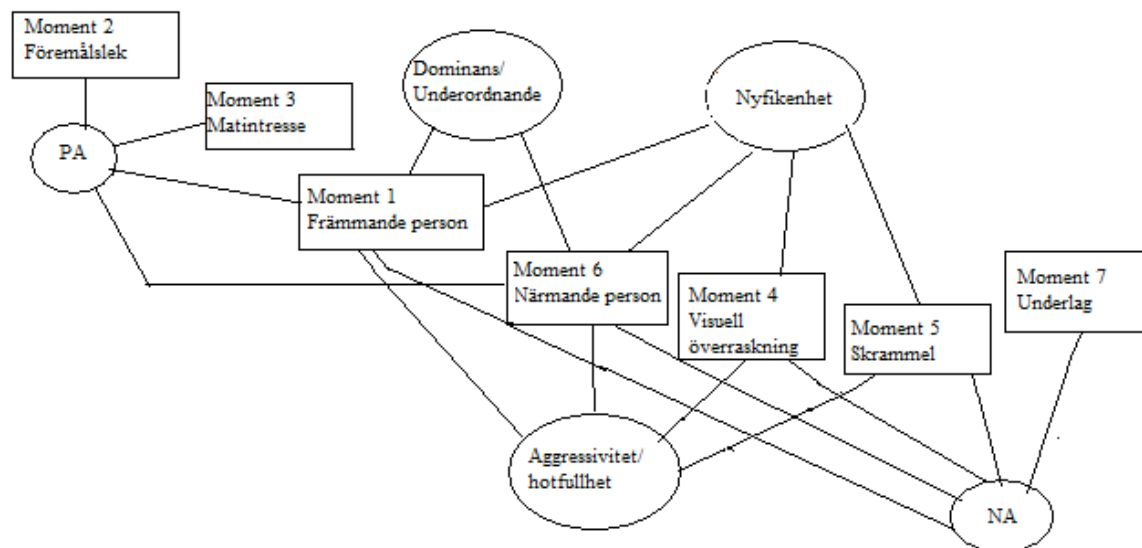 Moment 2
Föremålslek
Dominans/
Underordnande
Nyfikenhet
Moment 3
Matintresse
PA
Moment 1
Främmande person
Moment 6
Närmande person
Moment 4
Visuell
överraskning
Moment 5
Skrammel
Moment 7
Underlag
Aggressivitet/
hotfullhet
NA